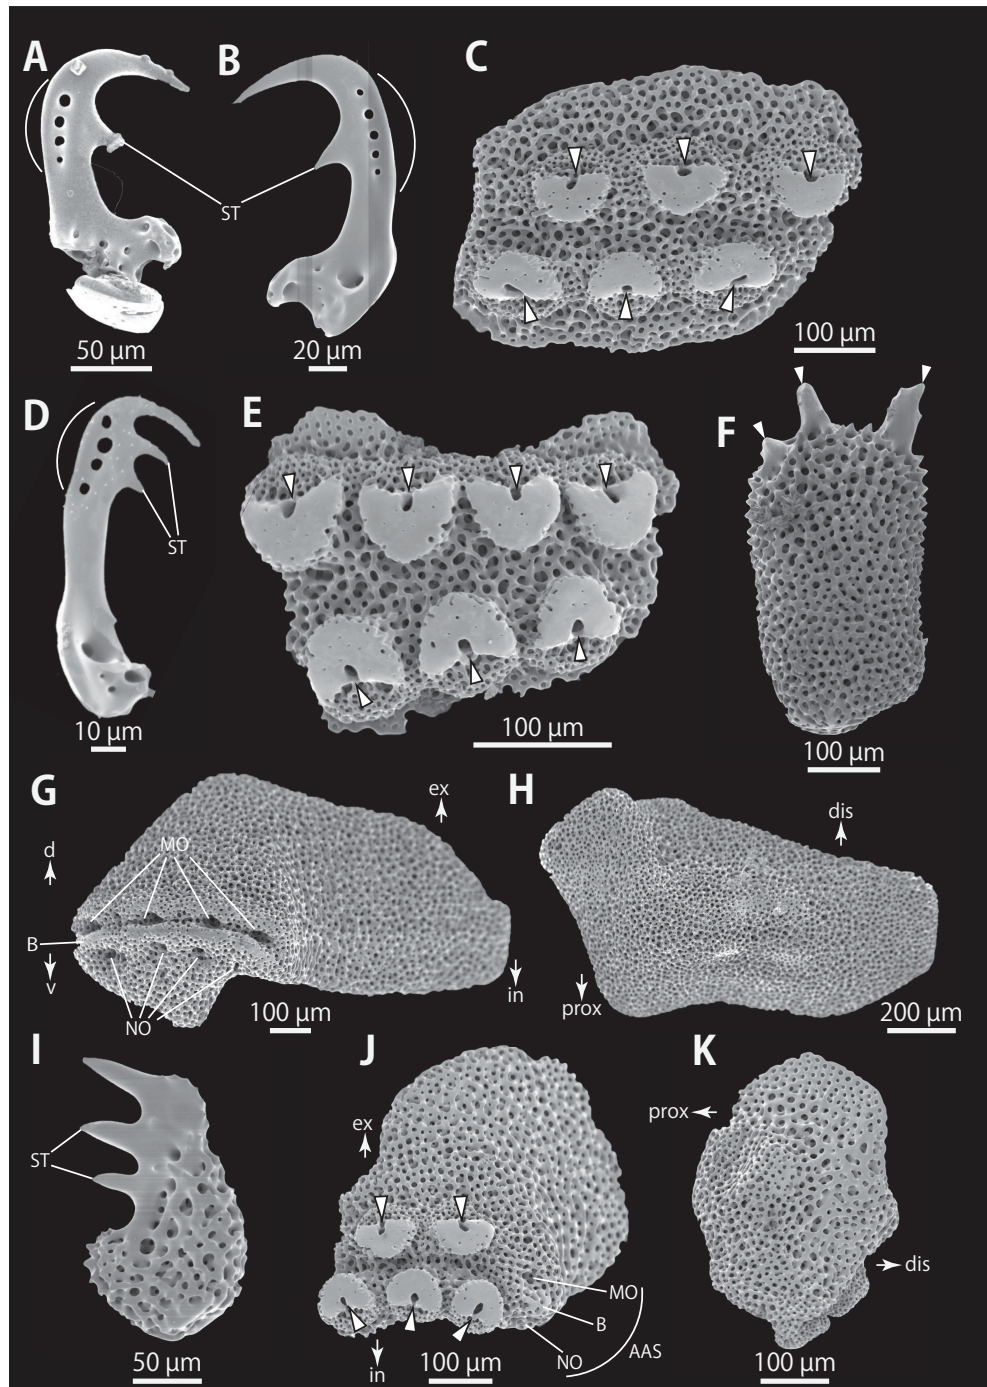 A
B
C
ST
50 µm
20 µm
100 µm
D
E
F
ST
10 µm
100 µm
100 µm
G
H
ex
dis
d
MO
B
v
NO
in
100 µm
prox
200 µm
I
J
K
ex
prox
ST
dis
MO
B
NO
AAS
in
50 µm
100 µm
100 µm